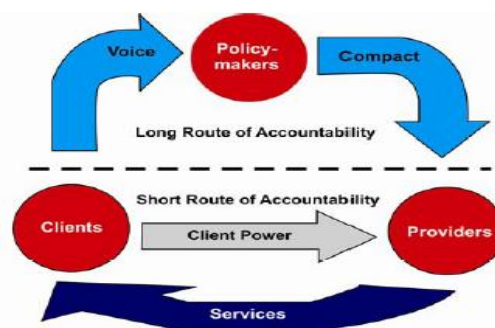 Voice
Policy-
makers
Compact
Long Route of Accountability
Short Route of Accountability
Clients
Client Power
Providers
Services